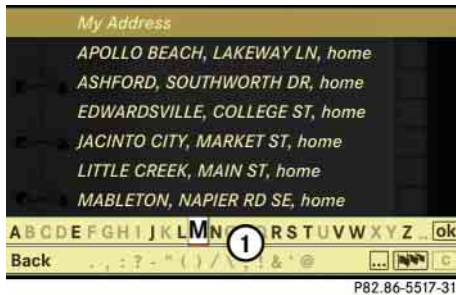 My Address
APOLLO BEACH, LAKEWAY LN, home
ASHFORD, SOUTHWORTH DR, home
EDWARDSVILLE, COLLEGE ST, home
JACINTO CITY, MARKET ST, home
LITTLE CREEK, MAIN ST, home
MABLETON, NAPIER RD SE, home
A B C D E F G H I J K L M N Q R S T U V W X Y Z _ ok
1
Back . , : ? - " ( ) / \ ! & ' @ ... C
P82.86-5517-31